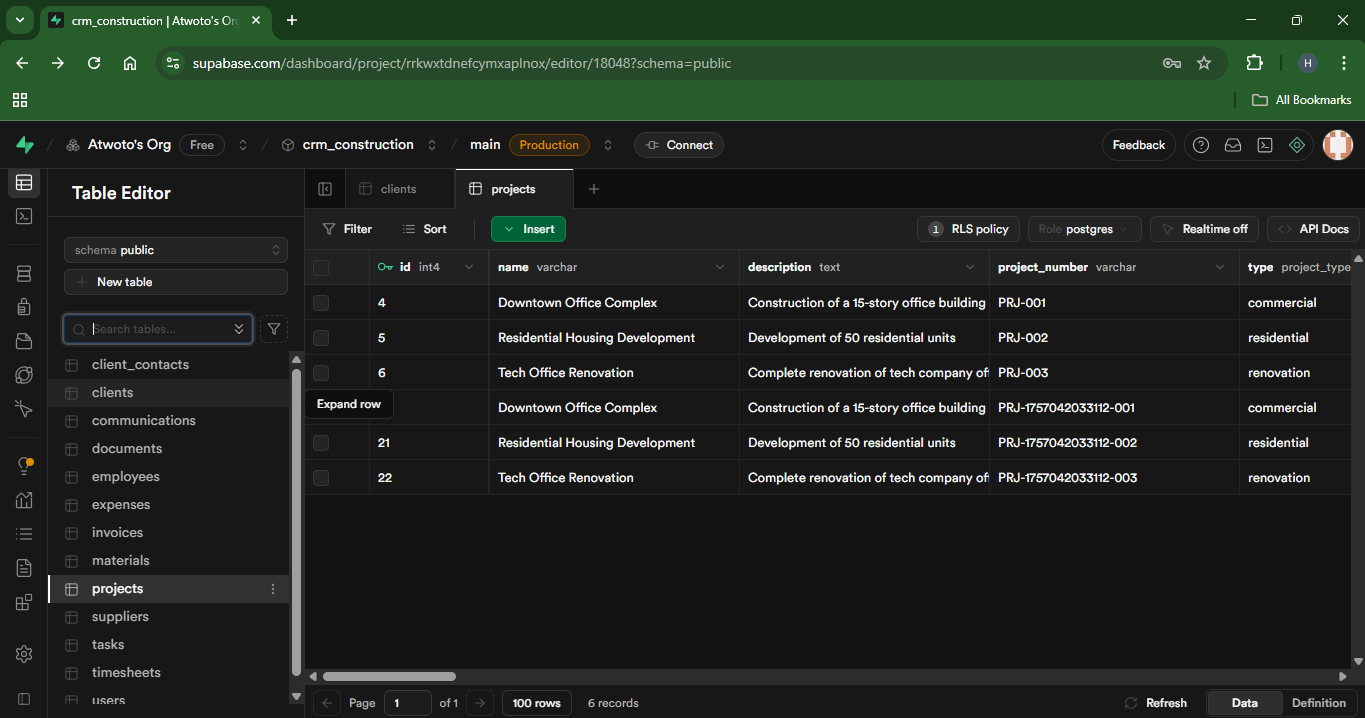 crm_construction | Atwoto's Org
supabase.com/dashboard/project/rrkwxtdnefcymxaplnox/editor/18048?schema=public
H
All Bookmarks
Atwoto's Org Free / crm_construction / main Production Connect
Feedback
Table Editor
clients
projects
schema public
New table
Search tables...
client_contacts
clients
communications
documents
employees
expenses
invoices
materials
projects
suppliers
tasks
timesheets
users
Filter Sort Insert 1 RLS policy Role postgres Realtime off API Docs
id int4 name varchar description text project_number varchar type project_type
4 Downtown Office Complex Construction of a 15-story office building PRJ-001 commercial
5 Residential Housing Development Development of 50 residential units PRJ-002 residential
6 Tech Office Renovation Complete renovation of tech company of PRJ-003 renovation
Expand row Downtown Office Complex Construction of a 15-story office building PRJ-1757042033112-001 commercial
21 Residential Housing Development Development of 50 residential units PRJ-1757042033112-002 residential
22 Tech Office Renovation Complete renovation of tech company of PRJ-1757042033112-003 renovation
Page 1 of 1 100 rows 6 records Refresh Data Definition